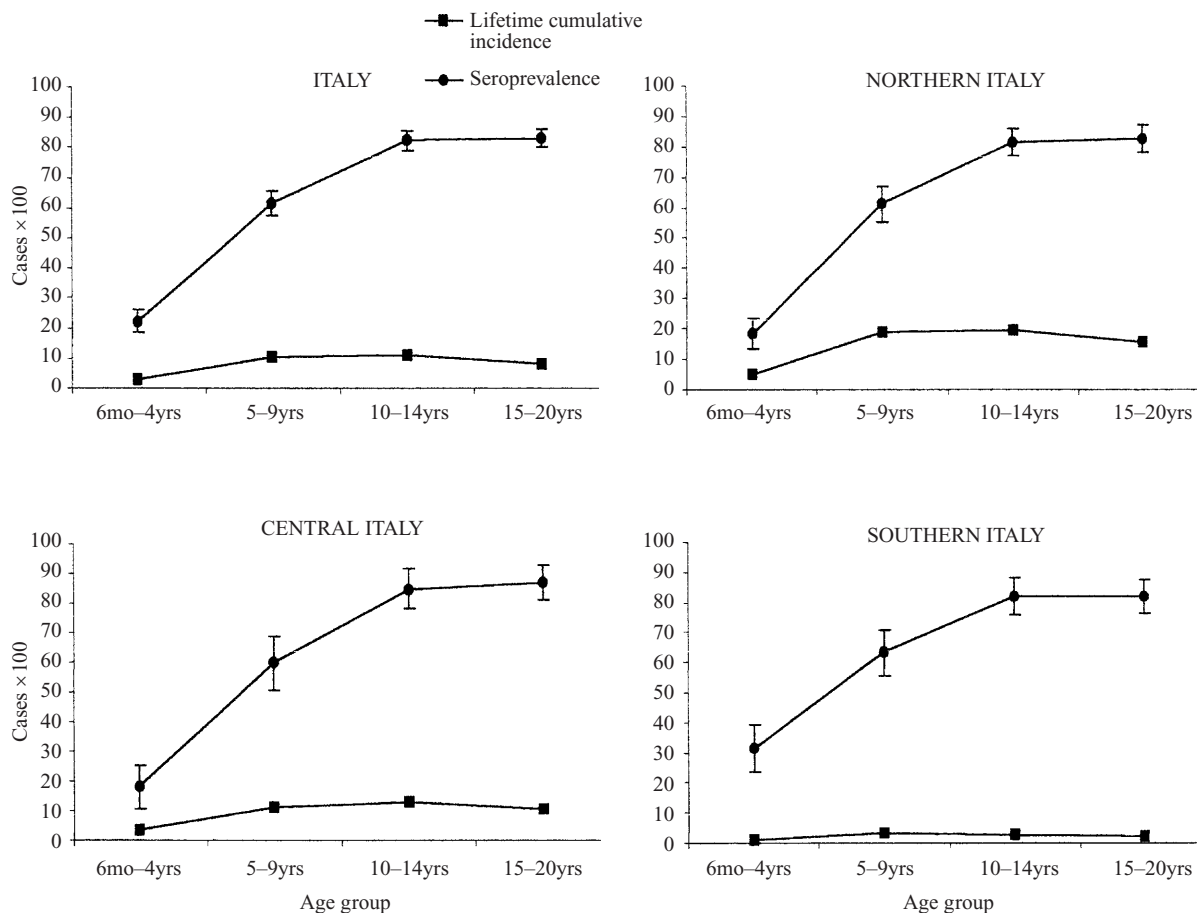 Lifetime cumulative
incidence
Seroprevalence
ITALY
Cases ×100
100
90
80
70
60
50
40
30
20
10
0
6mo–4yrs 5–9yrs 10–14yrs 15–20yrs
NORTHERN ITALY
100
90
80
70
60
50
40
30
20
10
0
6mo–4yrs 5–9yrs 10–14yrs 15–20yrs
CENTRAL ITALY
Cases ×100
100
90
80
70
60
50
40
30
20
10
0
6mo–4yrs 5–9yrs 10–14yrs 15–20yrs
Age group
SOUTHERN ITALY
100
90
80
70
60
50
40
30
20
10
0
6mo–4yrs 5–9yrs 10–14yrs 15–20yrs
Age group